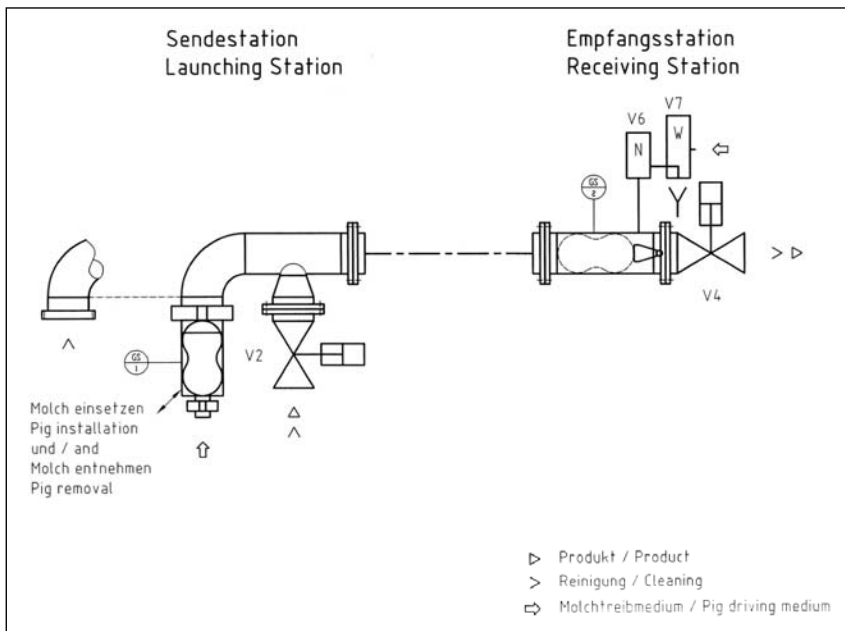 Sendestation
Launching Station
Empfangsstation
Receiving Station
V6
V7
N
W
GS
2
V4
GS
1
V2
Molch einsetzen
Pig installation
und / and
Molch entnehmen
Pig removal
Produkt / Product
Reinigung / Cleaning
Molchtreibmedium / Pig driving medium